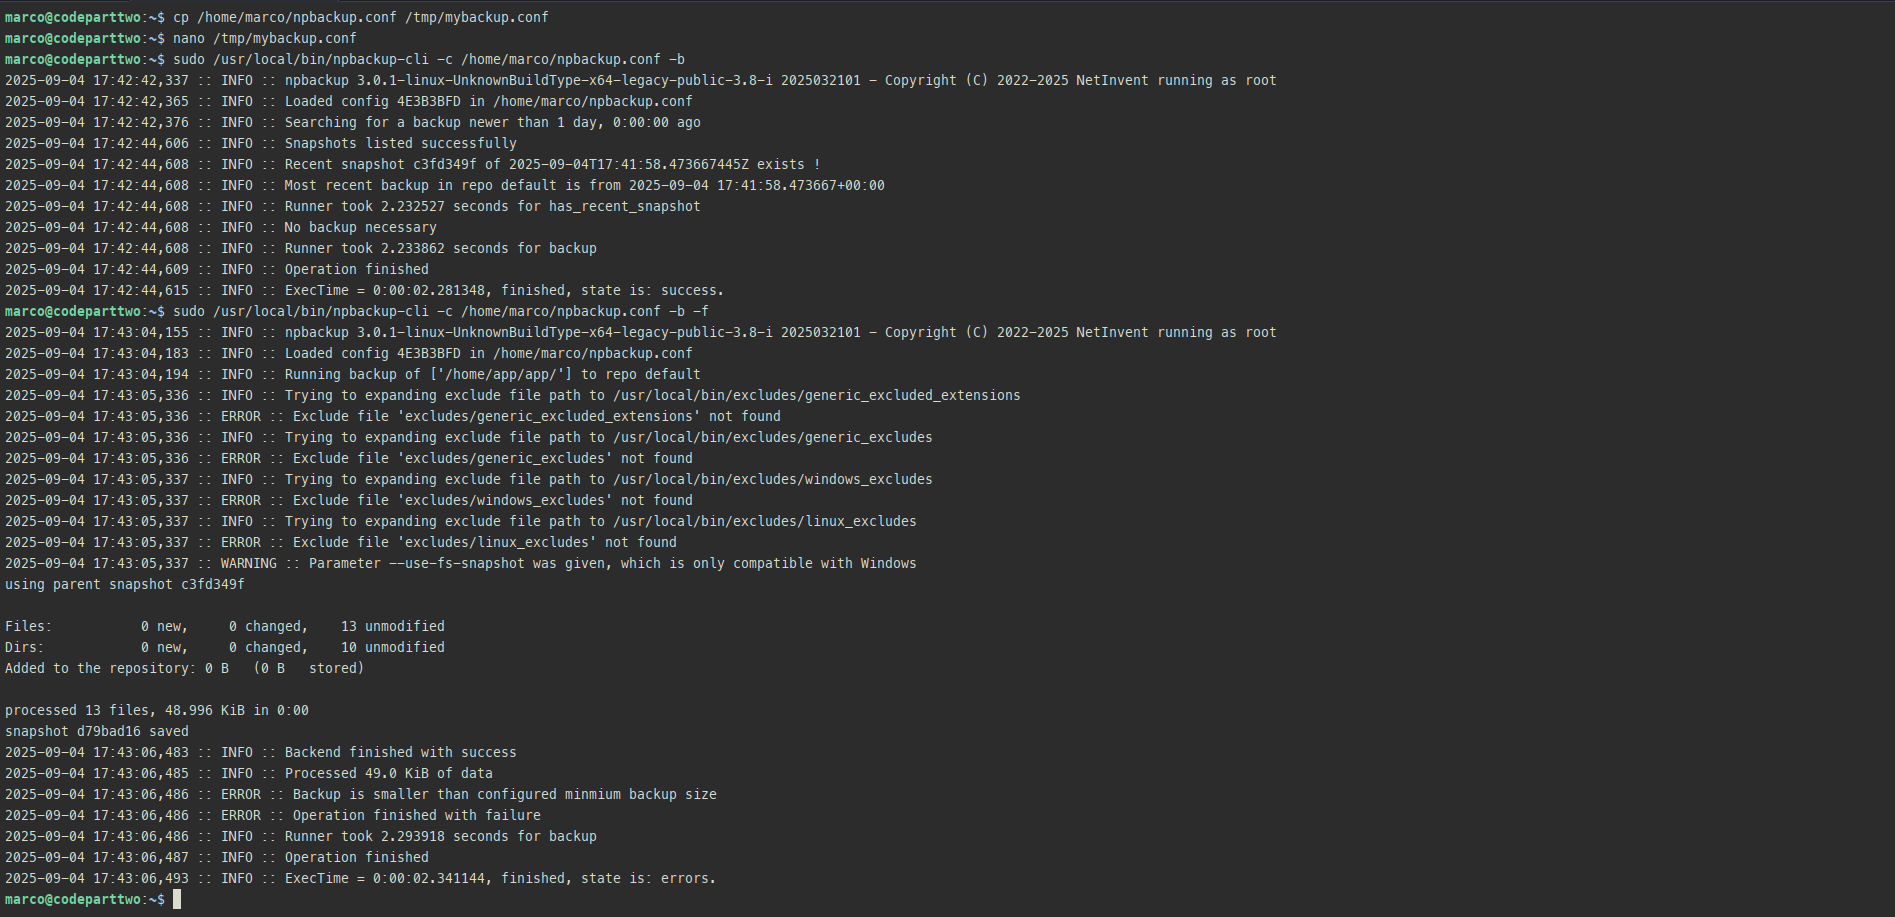 marco@codeparttwo:~$ cp /home/marco/npbackup.conf /tmp/mybackup.conf
marco@codeparttwo:~$ nano /tmp/mybackup.conf
marco@codeparttwo:~$ sudo /usr/local/bin/npbackup-cli -c /home/marco/npbackup.conf -b
2025-09-04 17:42:42,337 :: INFO :: npbackup 3.0.1-linux-UnknownBuildType-x64-legacy-public-3.8-i 2025032101 - Copyright (C) 2022-2025 NetInvent running as root
2025-09-04 17:42:42,365 :: INFO :: Loaded config 4E3B3BFD in /home/marco/npbackup.conf
2025-09-04 17:42:42,376 :: INFO :: Searching for a backup newer than 1 day, 0:00:00 ago
2025-09-04 17:42:44,606 :: INFO :: Snapshots listed successfully
2025-09-04 17:42:44,608 :: INFO :: Recent snapshot c3fd349f of 2025-09-04T17:41:58.473667445Z exists !
2025-09-04 17:42:44,608 :: INFO :: Most recent backup in repo default is from 2025-09-04 17:41:58.473667+00:00
2025-09-04 17:42:44,608 :: INFO :: Runner took 2.232527 seconds for has_recent_snapshot
2025-09-04 17:42:44,608 :: INFO :: No backup necessary
2025-09-04 17:42:44,608 :: INFO :: Runner took 2.233862 seconds for backup
2025-09-04 17:42:44,609 :: INFO :: Operation finished
2025-09-04 17:42:44,615 :: INFO :: ExecTime = 0:00:02.281348, finished, state is: success.
marco@codeparttwo:~$ sudo /usr/local/bin/npbackup-cli -c /home/marco/npbackup.conf -b -f
2025-09-04 17:43:04,155 :: INFO :: npbackup 3.0.1-linux-UnknownBuildType-x64-legacy-public-3.8-i 2025032101 - Copyright (C) 2022-2025 NetInvent running as root
2025-09-04 17:43:04,183 :: INFO :: Loaded config 4E3B3BFD in /home/marco/npbackup.conf
2025-09-04 17:43:04,194 :: INFO :: Running backup of ['/home/app/app/'] to repo default
2025-09-04 17:43:05,336 :: INFO :: Trying to expanding exclude file path to /usr/local/bin/excludes/generic_excluded_extensions
2025-09-04 17:43:05,336 :: ERROR :: Exclude file 'excludes/generic_excluded_extensions' not found
2025-09-04 17:43:05,336 :: INFO :: Trying to expanding exclude file path to /usr/local/bin/excludes/generic_excludes
2025-09-04 17:43:05,336 :: ERROR :: Exclude file 'excludes/generic_excludes' not found
2025-09-04 17:43:05,337 :: INFO :: Trying to expanding exclude file path to /usr/local/bin/excludes/windows_excludes
2025-09-04 17:43:05,337 :: ERROR :: Exclude file 'excludes/windows_excludes' not found
2025-09-04 17:43:05,337 :: INFO :: Trying to expanding exclude file path to /usr/local/bin/excludes/linux_excludes
2025-09-04 17:43:05,337 :: ERROR :: Exclude file 'excludes/linux_excludes' not found
2025-09-04 17:43:05,337 :: WARNING :: Parameter --use-fs-snapshot was given, which is only compatible with Windows
using parent snapshot c3fd349f
Files:           0 new,     0 changed,    13 unmodified
Dirs:            0 new,     0 changed,    10 unmodified
Added to the repository: 0 B   (0 B   stored)
processed 13 files, 48.996 KiB in 0:00
snapshot d79bad16 saved
2025-09-04 17:43:06,483 :: INFO :: Backend finished with success
2025-09-04 17:43:06,485 :: INFO :: Processed 49.0 KiB of data
2025-09-04 17:43:06,486 :: ERROR :: Backup is smaller than configured minmium backup size
2025-09-04 17:43:06,486 :: ERROR :: Operation finished with failure
2025-09-04 17:43:06,486 :: INFO :: Runner took 2.293918 seconds for backup
2025-09-04 17:43:06,487 :: INFO :: Operation finished
2025-09-04 17:43:06,493 :: INFO :: ExecTime = 0:00:02.341144, finished, state is: errors.
marco@codeparttwo:~$